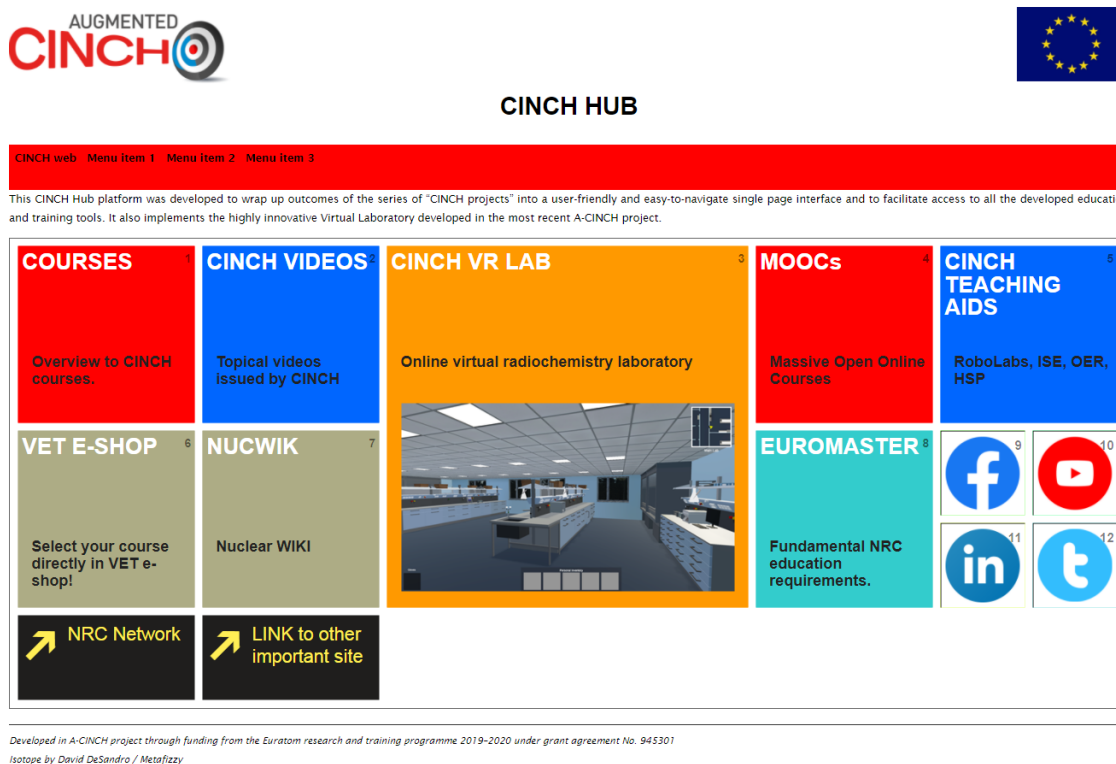 AUGMENTED
CINCH
CINCH HUB
CINCH web Menu item 1 Menu item 2 Menu item 3
This CINCH Hub platform was developed to wrap up outcomes of the series of “CINCH projects” into a user-friendly and easy-to-navigate single page interface and to facilitate access to all the developed educati
and training tools. It also implements the highly innovative Virtual Laboratory developed in the most recent A-CINCH project.
COURSES 1
Overview to CINCH
courses.
CINCH VIDEOS 2
Topical videos
issued by CINCH
CINCH VR LAB 3
Online virtual radiochemistry laboratory
MOOCs 4
Massive Open Online
Courses
CINCH 5
TEACHING
AIDS
RoboLabs, ISE, OER,
HSP
VET E-SHOP 6
Select your course
directly in VET e-
shop!
NUCWIK 7
Nuclear WIKI
EUROMASTER 8
Fundamental NRC
education
requirements.
9
10
in 11
12
NRC Network
LINK to other
important site
Developed in A-CINCH project through funding from the Euratom research and training programme 2019–2020 under grant agreement No. 945301
Isotope by David DeSandro / Metafizzy